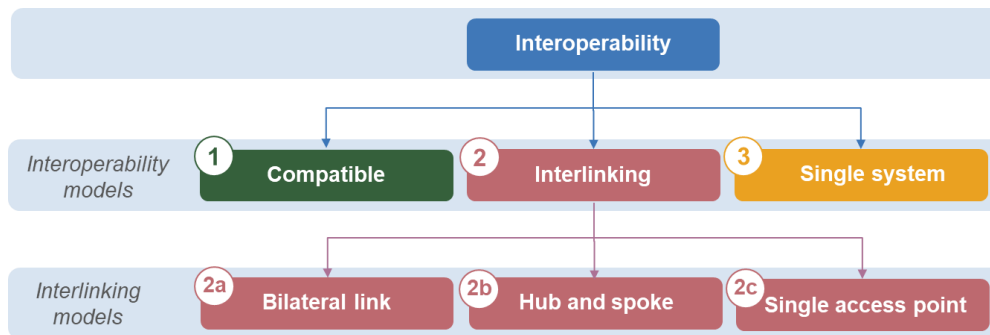 Interoperability
Interoperability
models
1
Compatible
2
Interlinking
3
Single system
Interlinking
models
2a
Bilateral link
2b
Hub and spoke
2c
Single access point